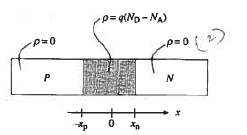 ρ = q(N_D − N_A)
ρ = 0
ρ = 0
P
N
−x_p
0
x_n
x